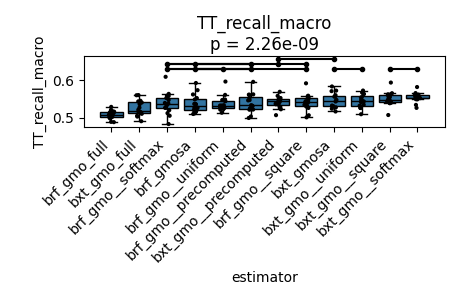 TT_recall_macro
p = 2.26e-09
TT_recall_macro
0.6
0.5
brf_gmo_full
bxt_gmo_full
brf_gmo__softmax
brf_gmosa
brf_gmo__uniform
brf_gmo__precomputed
bxt_gmo__precomputed
brf_gmo__square
bxt_gmosa
bxt_gmo__uniform
bxt_gmo__square
bxt_gmo__softmax
estimator